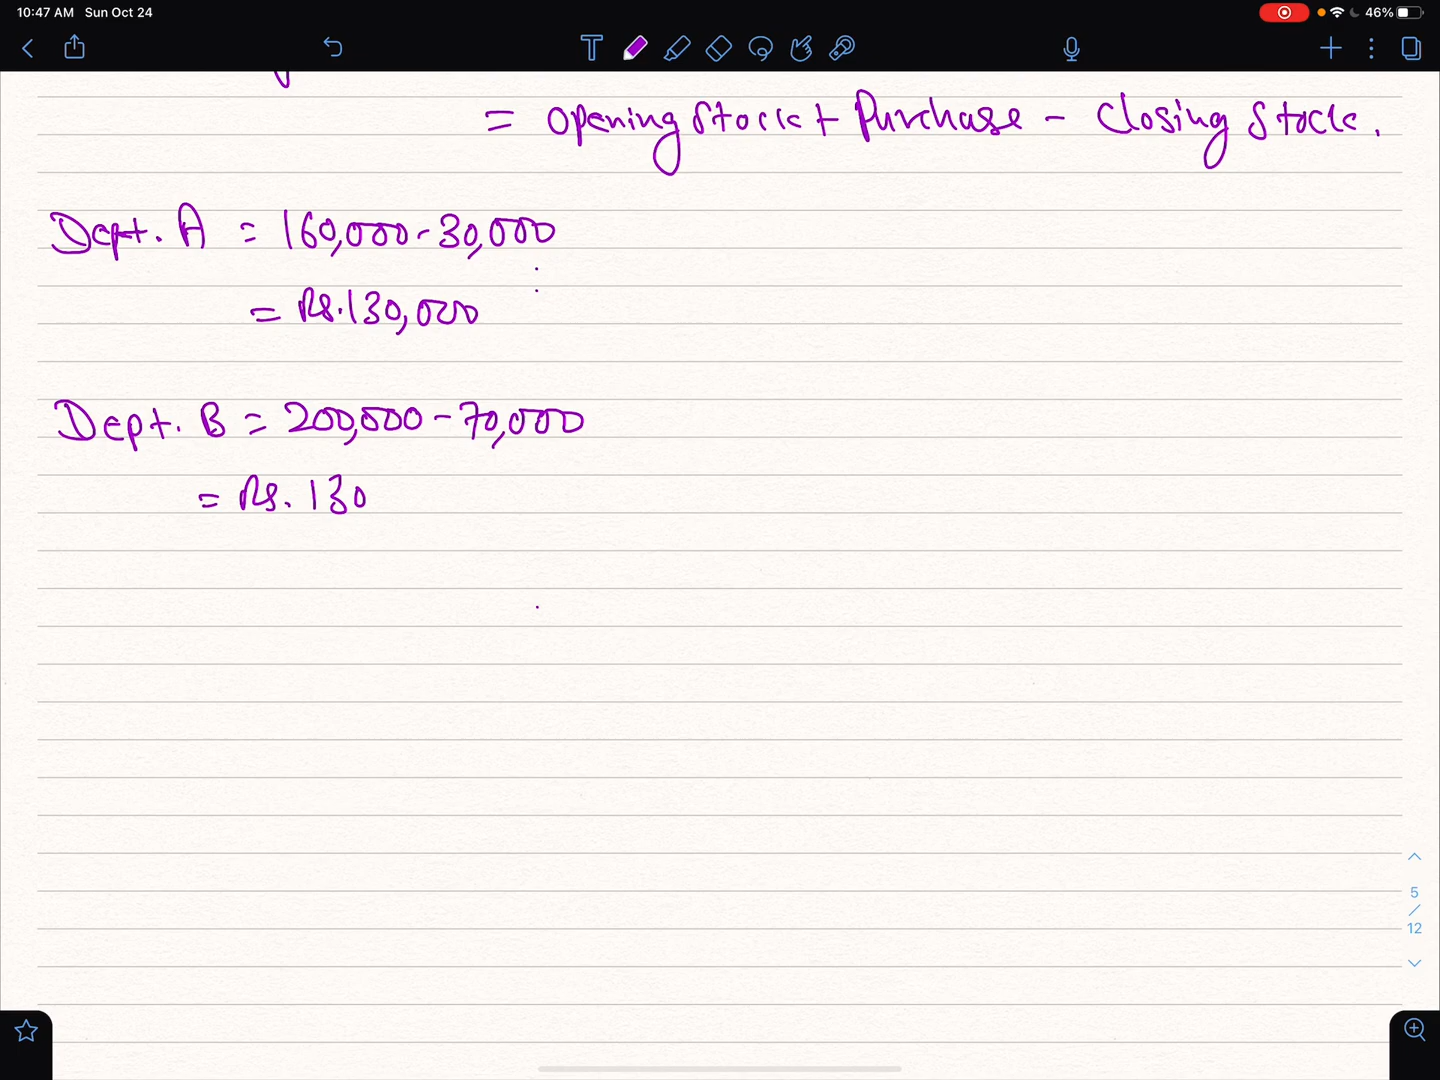 10:47 AM Sun Oct 24
46%
= Opening Stock + Purchase - Closing Stock.
Dept. A = 160,000 - 30,000
= Rs. 130,000
Dept. B = 200,000 - 70,000
= Rs. 130
5
/
12